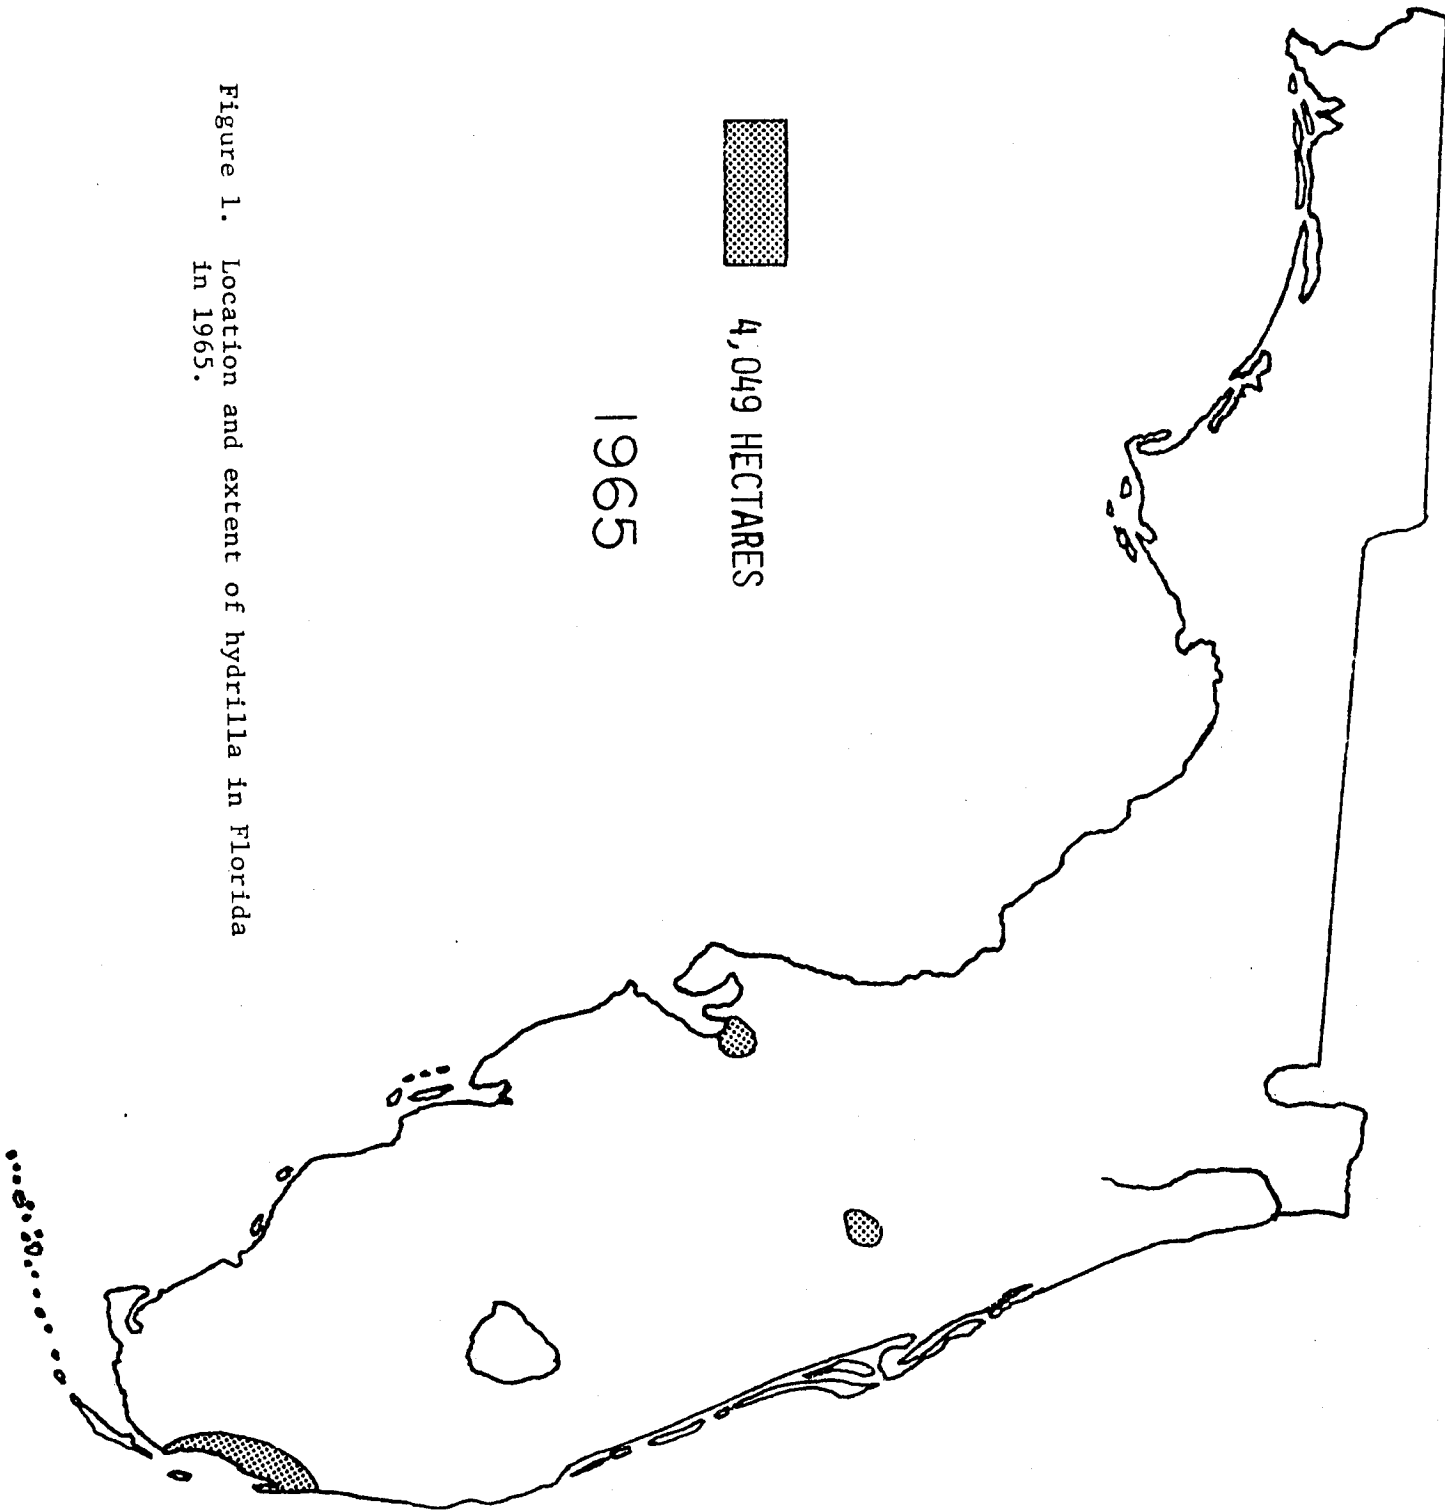 4,049 HECTARES
1965
Figure 1. Location and extent of hydrilla in Florida
in 1965.